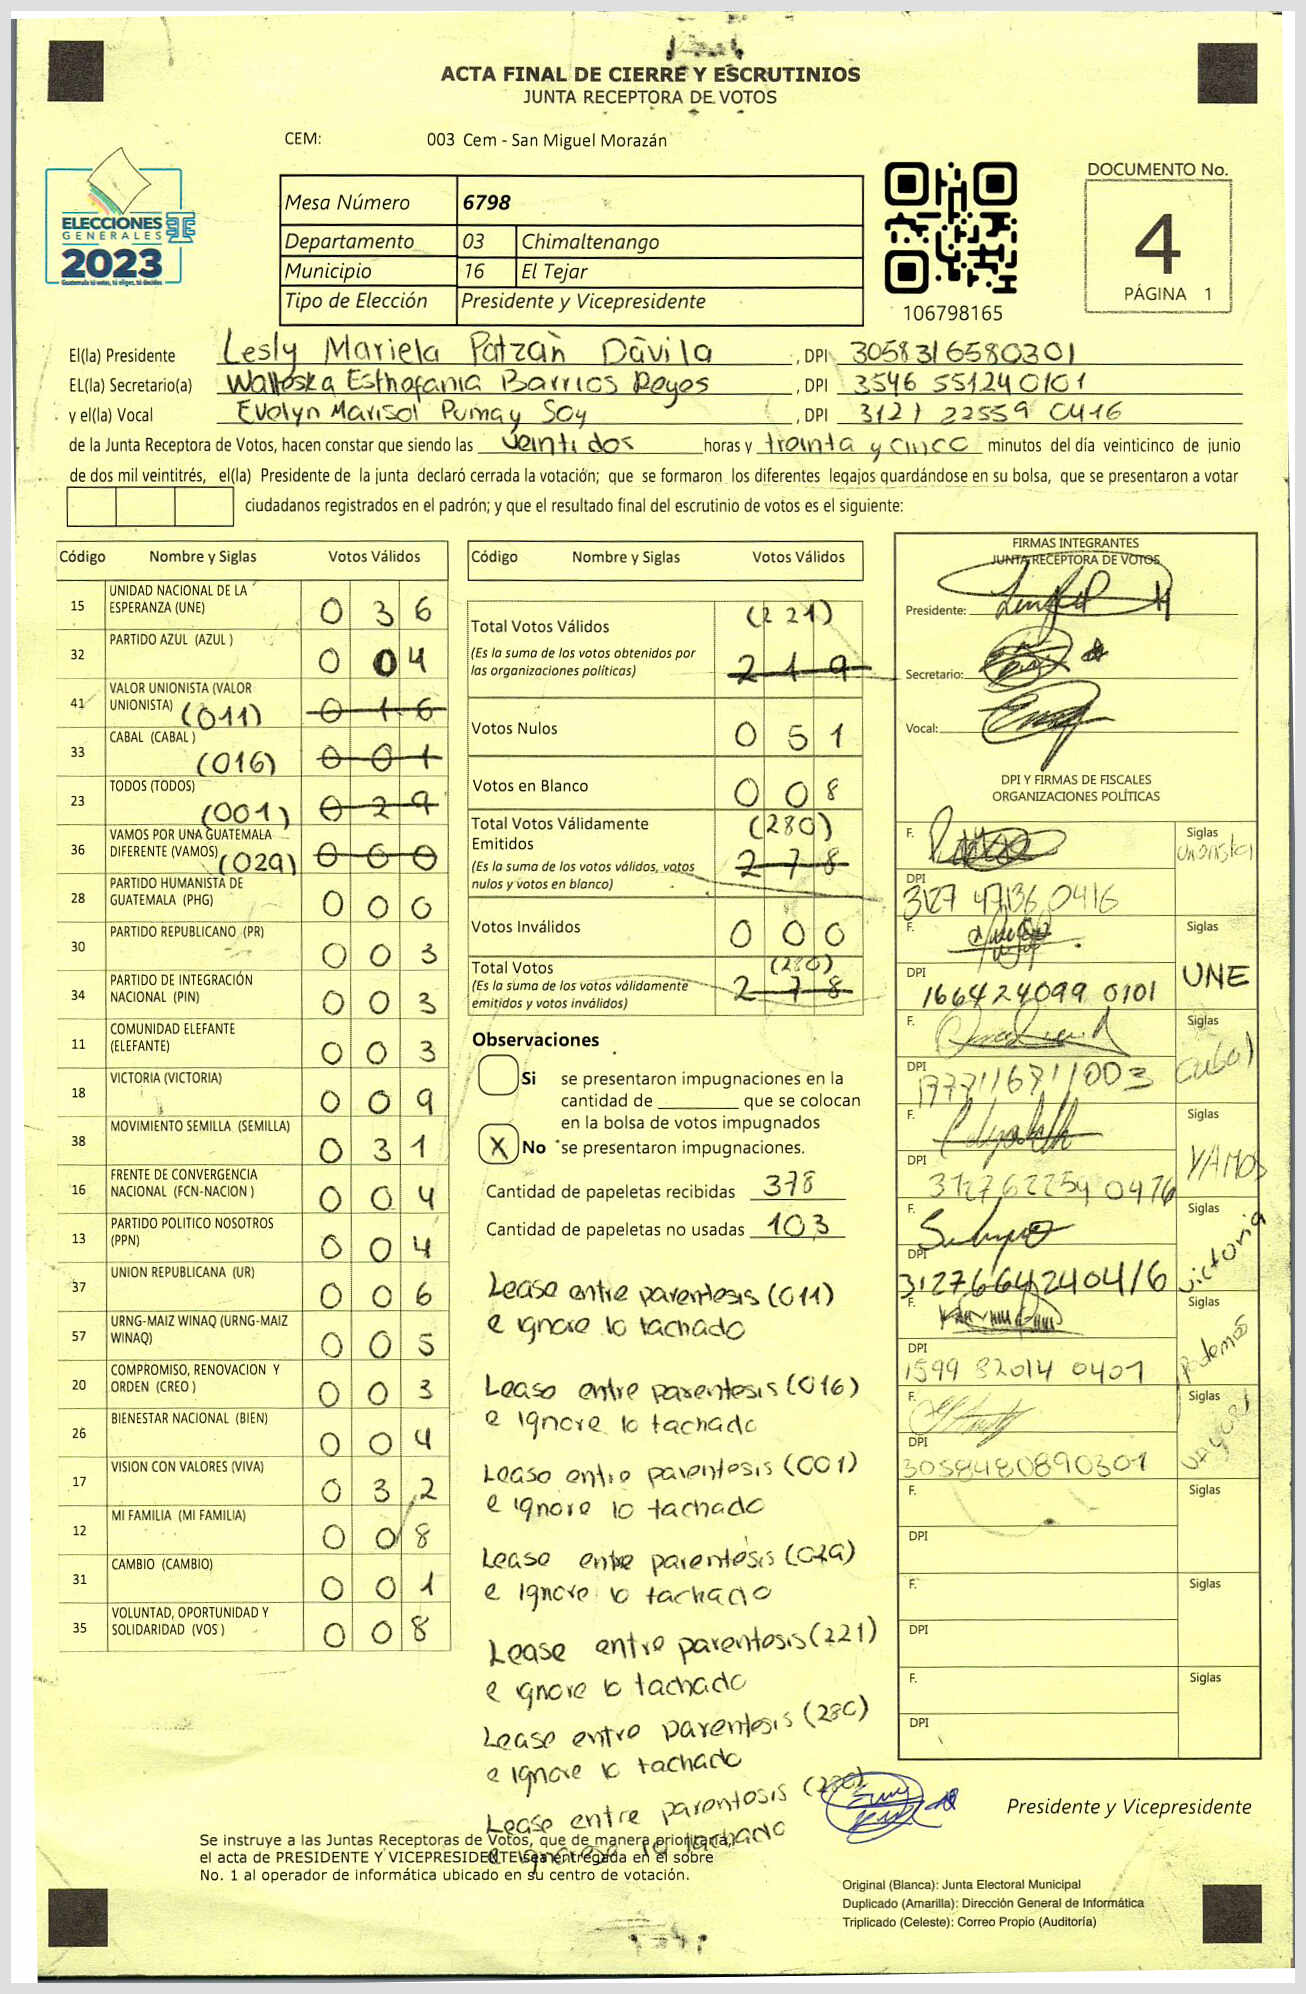 ACTA FINAL DE CIERRE Y ESCRUTINIOS
JUNTA RECEPTORA DE VOTOS
CEM: 003 Cem - San Miguel Morazán
ELECCIONES
GENERALES
2023
Guatemala tú votas, tú eliges, tú decides
Mesa Número 6798
Departamento 03 Chimaltenango
Municipio 16 El Tejar
Tipo de Elección Presidente y Vicepresidente
106798165
DOCUMENTO No.
4
PÁGINA 1
El(la) Presidente Lesly Mariela Patzàn Dàvila , DPI 3058316580301
EL(la) Secretario(a) Walleska Esthefania Barrios Reyes , DPI 3546 551240101
y el(la) Vocal Evelyn Marisol Pumay Soy , DPI 3121 22559 0416
de la Junta Receptora de Votos, hacen constar que siendo las veintidos horas y treinta y cinco minutos del día veinticinco de junio
de dos mil veintitrés, el(la) Presidente de la junta declaró cerrada la votación; que se formaron los diferentes legajos guardándose en su bolsa, que se presentaron a votar
ciudadanos registrados en el padrón; y que el resultado final del escrutinio de votos es el siguiente:
Código Nombre y Siglas Votos Válidos
15 UNIDAD NACIONAL DE LA
ESPERANZA (UNE) 0 3 6
32 PARTIDO AZUL (AZUL ) 0 0 4
41 VALOR UNIONISTA (VALOR
UNIONISTA) (011) 0 1 6
33 CABAL (CABAL ) (016) 0 0 1
23 TODOS (TODOS) (001) 0 2 9
36 VAMOS POR UNA GUATEMALA
DIFERENTE (VAMOS) (029) 0 0 0
28 PARTIDO HUMANISTA DE
GUATEMALA (PHG) 0 0 0
30 PARTIDO REPUBLICANO (PR) 0 0 3
34 PARTIDO DE INTEGRACIÓN
NACIONAL (PIN) 0 0 3
11 COMUNIDAD ELEFANTE
(ELEFANTE) 0 0 3
18 VICTORIA (VICTORIA) 0 0 9
38 MOVIMIENTO SEMILLA (SEMILLA) 0 3 1
16 FRENTE DE CONVERGENCIA
NACIONAL (FCN-NACION ) 0 0 4
13 PARTIDO POLITICO NOSOTROS
(PPN) 0 0 4
37 UNION REPUBLICANA (UR) 0 0 6
57 URNG-MAIZ WINAQ (URNG-MAIZ
WINAQ) 0 0 5
20 COMPROMISO, RENOVACION Y
ORDEN (CREO ) 0 0 3
26 BIENESTAR NACIONAL (BIEN) 0 0 4
17 VISION CON VALORES (VIVA) 0 3 2
12 MI FAMILIA (MI FAMILIA) 0 0 8
31 CAMBIO (CAMBIO) 0 0 1
35 VOLUNTAD, OPORTUNIDAD Y
SOLIDARIDAD (VOS ) 0 0 8
Código Nombre y Siglas Votos Válidos
Total Votos Válidos (2 21)
(Es la suma de los votos obtenidos por
las organizaciones políticas) 2 1 9
Votos Nulos 0 5 1
Votos en Blanco 0 0 8
Total Votos Válidamente
Emitidos (280)
(Es la suma de los votos válidos, votos
nulos y votos en blanco) 2 7 8
Votos Inválidos 0 0 0
Total Votos (280)
(Es la suma de los votos válidamente
emitidos y votos inválidos) 2 7 8
Observaciones
Si se presentaron impugnaciones en la
cantidad de ________ que se colocan
en la bolsa de votos impugnados
X No se presentaron impugnaciones.
Cantidad de papeletas recibidas 378
Cantidad de papeletas no usadas 103
Lease entre parentesis (011)
e ignore lo tachado
Lease entre parentesis (016)
e ignore lo tachado
Lease entre parentesis (001)
e ignore lo tachado
Lease entre parentesis (029)
e ignore lo tachado
Lease entre parentesis (221)
e ignore lo tachado
Lease entre parentesis (280)
e ignore lo tachado
Lease entre parentesis (280)
e ignore lo tachado
FIRMAS INTEGRANTES
JUNTA RECEPTORA DE VOTOS
Presidente:
Secretario:
Vocal:
DPI Y FIRMAS DE FISCALES
ORGANIZACIONES POLÍTICAS
F. Siglas Unionista
DPI 3127 47136 0416
F. Siglas UNE
DPI 166424099 0101
F. Siglas Cabal
DPI 1777116711003
F. Siglas VAMOS
DPI 312762259 0416
F. Siglas Victoria
DPI 3127664240416
F. Siglas Podemos
DPI 1599 82014 0401
F. Siglas
DPI 3058480890301
F. Siglas
DPI
F. Siglas
DPI
F. Siglas
DPI
Presidente y Vicepresidente
Se instruye a las Juntas Receptoras de Votos, que de manera prioritaria,
el acta de PRESIDENTE Y VICEPRESIDENTE sea entregada en el sobre
No. 1 al operador de informática ubicado en su centro de votación.
Original (Blanca): Junta Electoral Municipal
Duplicado (Amarilla): Dirección General de Informática
Triplicado (Celeste): Correo Propio (Auditoría)